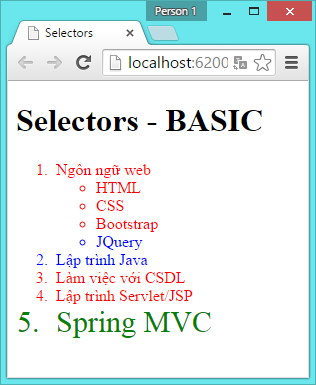 Person 1
Selectors
localhost:6200
Selectors - BASIC
1. Ngôn ngữ web
HTML
CSS
Bootstrap
JQuery
2. Lập trình Java
3. Làm việc với CSDL
4. Lập trình Servlet/JSP
5. Spring MVC